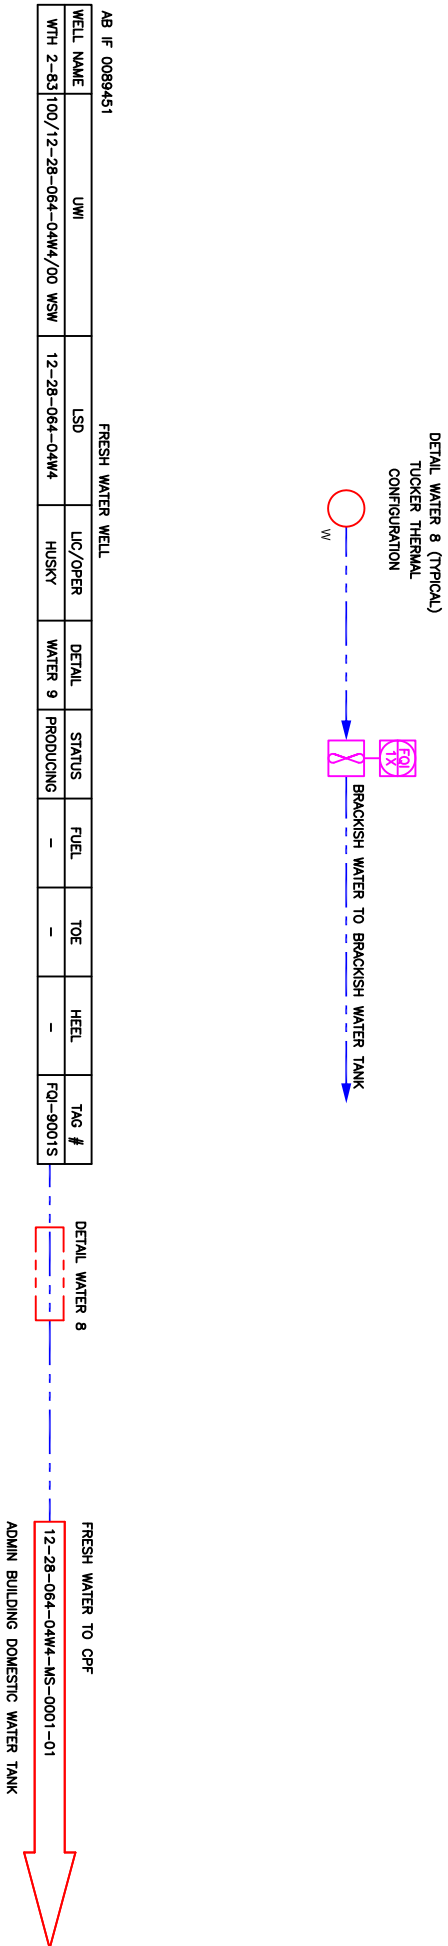 DETAIL WATER 8 (TYPICAL)
TUCKER THERMAL
CONFIGURATION
W
FQI
1X
BRACKISH WATER TO BRACKISH WATER TANK
AB IF 0089451
FRESH WATER WELL
WELL NAME UWI LSD LIC/OPER DETAIL STATUS FUEL TOE HEEL TAG #
WTH 2-83 100/12-28-064-04W4/00 WSW 12-28-064-04W4 HUSKY WATER 9 PRODUCING - - - FQI-9001S
DETAIL WATER 8
FRESH WATER TO CPF
12-28-064-04W4-MS-0001-01
ADMIN BUILDING DOMESTIC WATER TANK